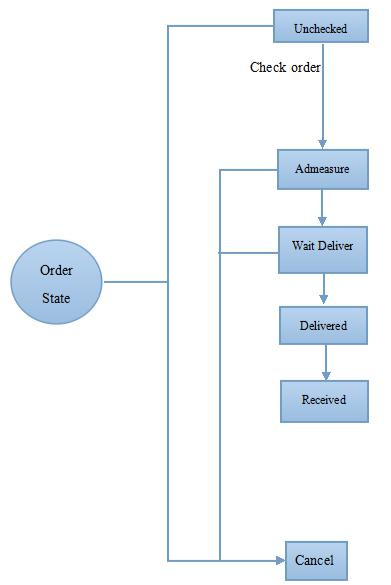 Unchecked
Check order
Admeasure
Wait Deliver
Order
State
Delivered
Received
Cancel